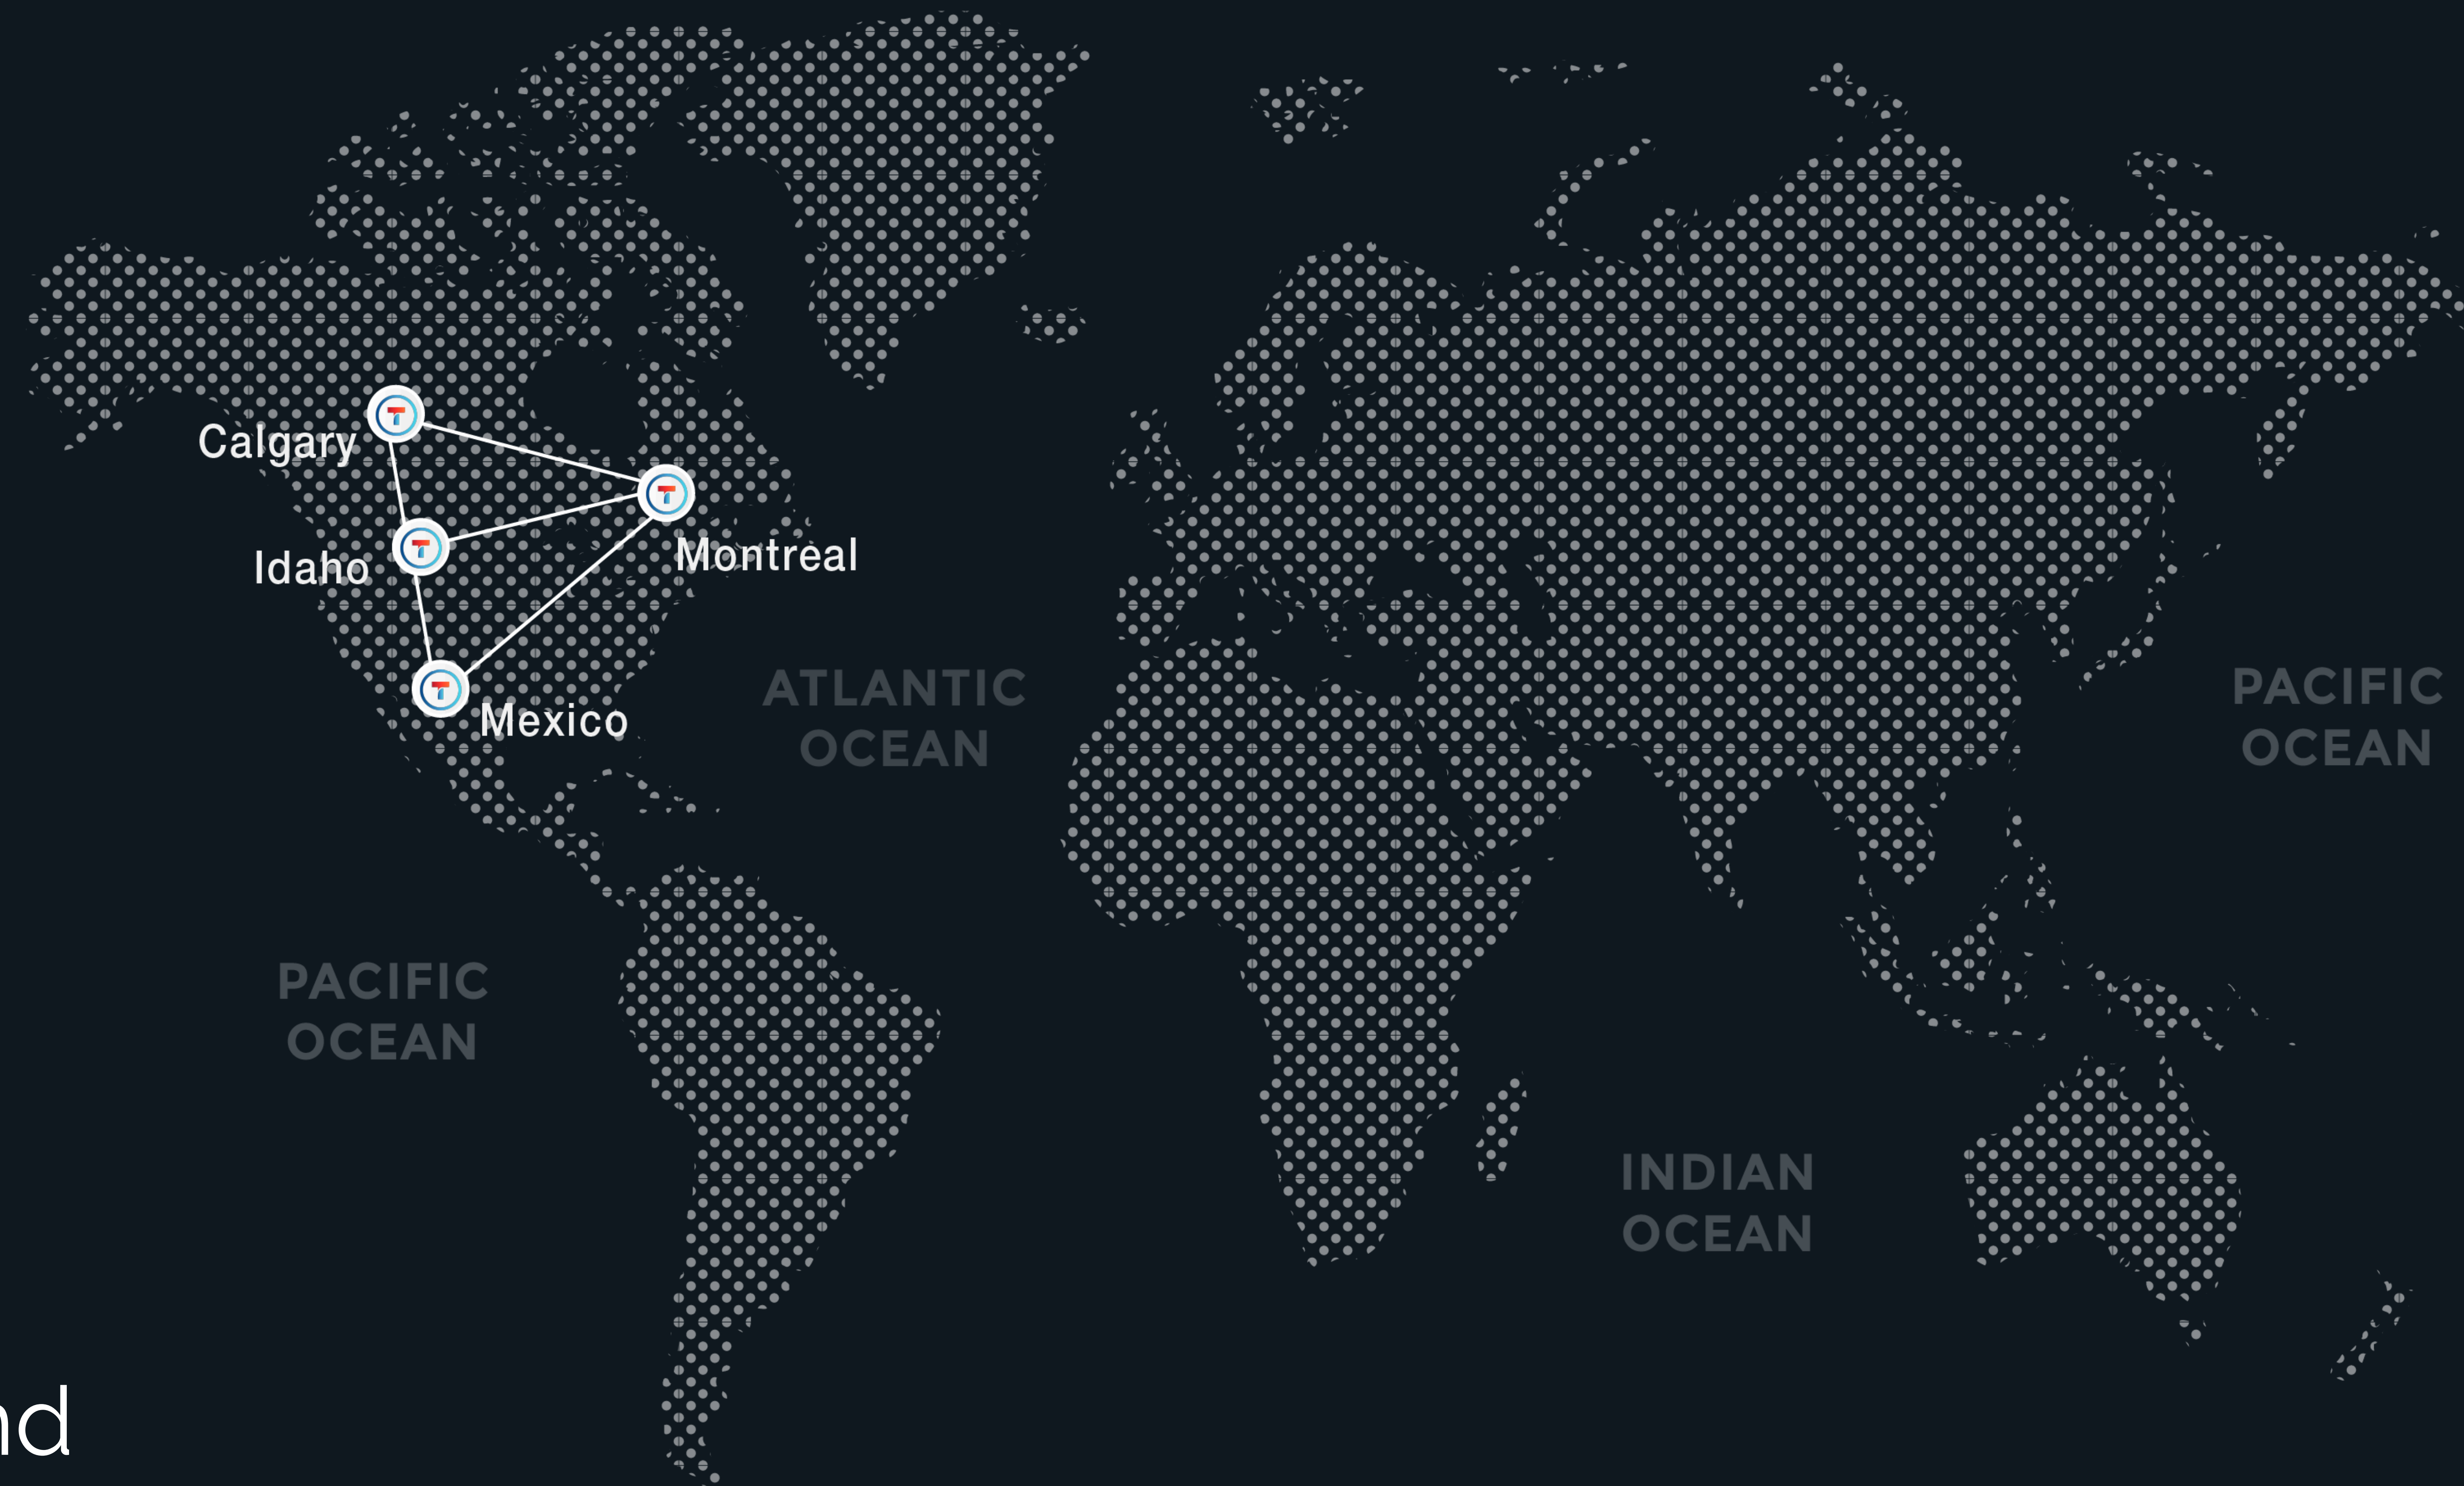 Calgary
Montreal
Idaho
Mexico
ATLANTIC
OCEAN
PACIFIC
OCEAN
PACIFIC
OCEAN
INDIAN
OCEAN
nd